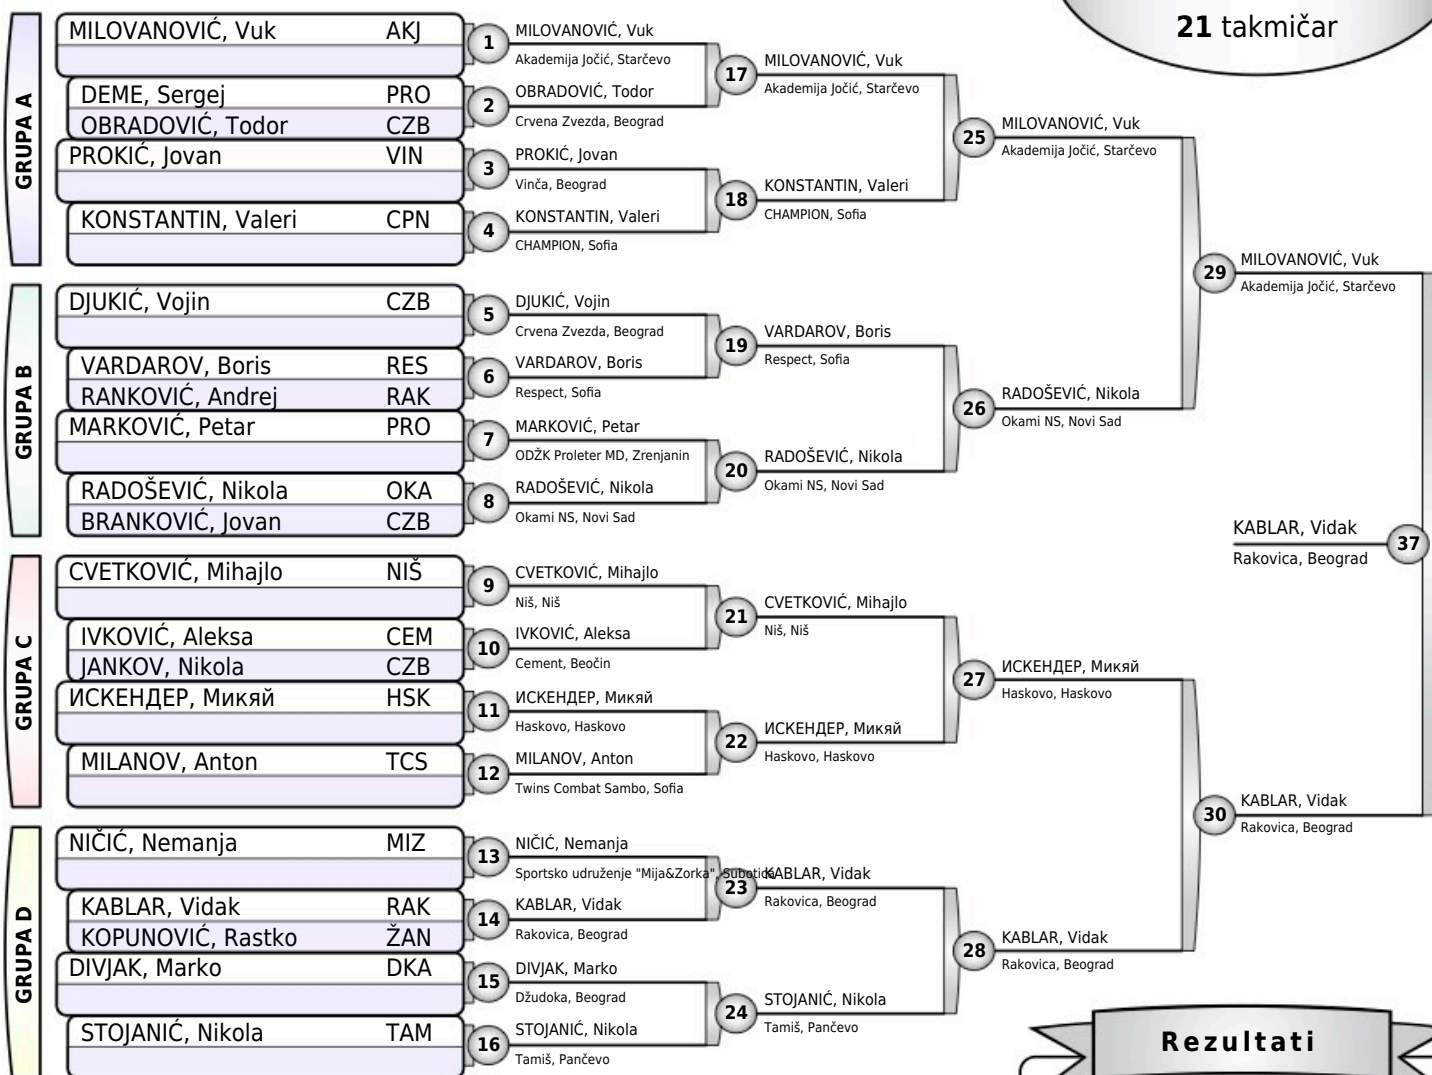 21 takmičar
GRUPA A
MILOVANOVIĆ, Vuk AKJ
DEME, Sergej PRO
OBRADOVIĆ, Todor CZB
PROKIĆ, Jovan VIN
KONSTANTIN, Valeri CPN
GRUPA B
DJUKIĆ, Vojin CZB
VARDAROV, Boris RES
RANKOVIĆ, Andrej RAK
MARKOVIĆ, Petar PRO
RADOŠEVIĆ, Nikola OKA
BRANKOVIĆ, Jovan CZB
GRUPA C
CVETKOVIĆ, Mihajlo NIŠ
IVKOVIĆ, Aleksa CEM
JANKOV, Nikola CZB
ИСКЕНДЕР, Микяй HSK
MILANOV, Anton TCS
GRUPA D
NIČIĆ, Nemanja MIZ
KABLAR, Vidak RAK
KOPUNOVIĆ, Rastko ŽAN
DIVJAK, Marko DKA
STOJANIĆ, Nikola TAM
1 MILOVANOVIĆ, Vuk
Akademija Jočić, Starčevo
2 OBRADOVIĆ, Todor
Crvena Zvezda, Beograd
3 PROKIĆ, Jovan
Vinča, Beograd
4 KONSTANTIN, Valeri
CHAMPION, Sofia
5 DJUKIĆ, Vojin
Crvena Zvezda, Beograd
6 VARDAROV, Boris
Respect, Sofia
7 MARKOVIĆ, Petar
ODŽK Proleter MD, Zrenjanin
8 RADOŠEVIĆ, Nikola
Okami NS, Novi Sad
9 CVETKOVIĆ, Mihajlo
Niš, Niš
10 IVKOVIĆ, Aleksa
Cement, Beočin
11 ИСКЕНДЕР, Микяй
Haskovo, Haskovo
12 MILANOV, Anton
Twins Combat Sambo, Sofia
13 NIČIĆ, Nemanja
Sportsko udruženje "Mija&Zorka", Subotica
14 KABLAR, Vidak
Rakovica, Beograd
15 DIVJAK, Marko
Džudoka, Beograd
16 STOJANIĆ, Nikola
Tamiš, Pančevo
17 MILOVANOVIĆ, Vuk
Akademija Jočić, Starčevo
18 KONSTANTIN, Valeri
CHAMPION, Sofia
19 VARDAROV, Boris
Respect, Sofia
20 RADOŠEVIĆ, Nikola
Okami NS, Novi Sad
21 CVETKOVIĆ, Mihajlo
Niš, Niš
22 ИСКЕНДЕР, Микяй
Haskovo, Haskovo
23 KABLAR, Vidak
Rakovica, Beograd
24 STOJANIĆ, Nikola
Tamiš, Pančevo
25 MILOVANOVIĆ, Vuk
Akademija Jočić, Starčevo
26 RADOŠEVIĆ, Nikola
Okami NS, Novi Sad
27 ИСКЕНДЕР, Микяй
Haskovo, Haskovo
28 KABLAR, Vidak
Rakovica, Beograd
29 MILOVANOVIĆ, Vuk
Akademija Jočić, Starčevo
30 KABLAR, Vidak
Rakovica, Beograd
KABLAR, Vidak 37
Rakovica, Beograd
Rezultati